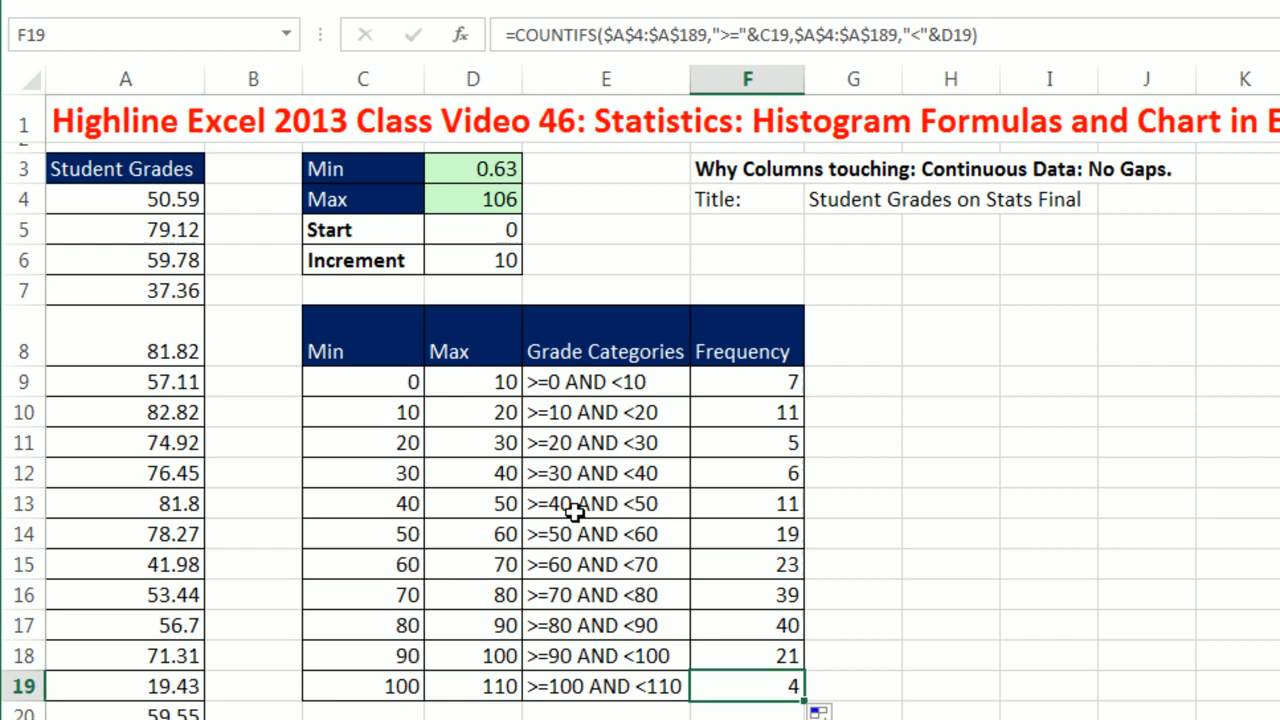 F19 fx =COUNTIFS($A$4:$A$189,">="&C19,$A$4:$A$189,"<"&D19)
A B C D E F G H I J K
1 Highline Excel 2013 Class Video 46: Statistics: Histogram Formulas and Chart in E
2
3 Student Grades Min 0.63 Why Columns touching: Continuous Data: No Gaps.
4 50.59 Max 106 Title: Student Grades on Stats Final
5 79.12 Start 0
6 59.78 Increment 10
7 37.36
8 81.82 Min Max Grade Categories Frequency
9 57.11 0 10 >=0 AND <10 7
10 82.82 10 20 >=10 AND <20 11
11 74.92 20 30 >=20 AND <30 5
12 76.45 30 40 >=30 AND <40 6
13 81.8 40 50 >=40 AND <50 11
14 78.27 50 60 >=50 AND <60 19
15 41.98 60 70 >=60 AND <70 23
16 53.44 70 80 >=70 AND <80 39
17 56.7 80 90 >=80 AND <90 40
18 71.31 90 100 >=90 AND <100 21
19 19.43 100 110 >=100 AND <110 4
20 59.55